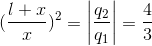 (\frac{l+x}{x})^2 = \left|\frac{q_2}{q_1}\right| = \frac{4}{3}